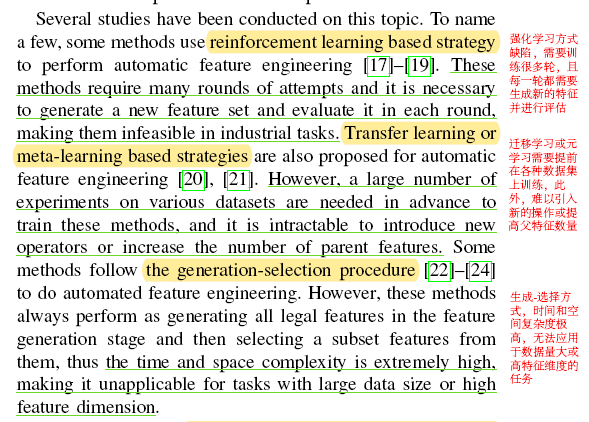 Several studies have been conducted on this topic. To name
a few, some methods use reinforcement learning based strategy
to perform automatic feature engineering [17]–[19]. These
methods require many rounds of attempts and it is necessary
to generate a new feature set and evaluate it in each round,
making them infeasible in industrial tasks. Transfer learning or
meta-learning based strategies are also proposed for automatic
feature engineering [20], [21]. However, a large number of
experiments on various datasets are needed in advance to
train these methods, and it is intractable to introduce new
operators or increase the number of parent features. Some
methods follow the generation-selection procedure [22]–[24]
to do automated feature engineering. However, these methods
always perform as generating all legal features in the feature
generation stage and then selecting a subset features from
them, thus the time and space complexity is extremely high,
making it unapplicable for tasks with large data size or high
feature dimension.
强化学习方式
缺陷，需要训
练很多轮，且
每一轮都需要
生成新的特征
并进行评估
迁移学习或元
学习需要提前
在各种数据集
上训练，此
外，难以引入
新的操作或提
高父特征数量
生成-选择方
式，时间和空
间复杂度极
高，无法应用
于数据量大或
高特征维度的
任务